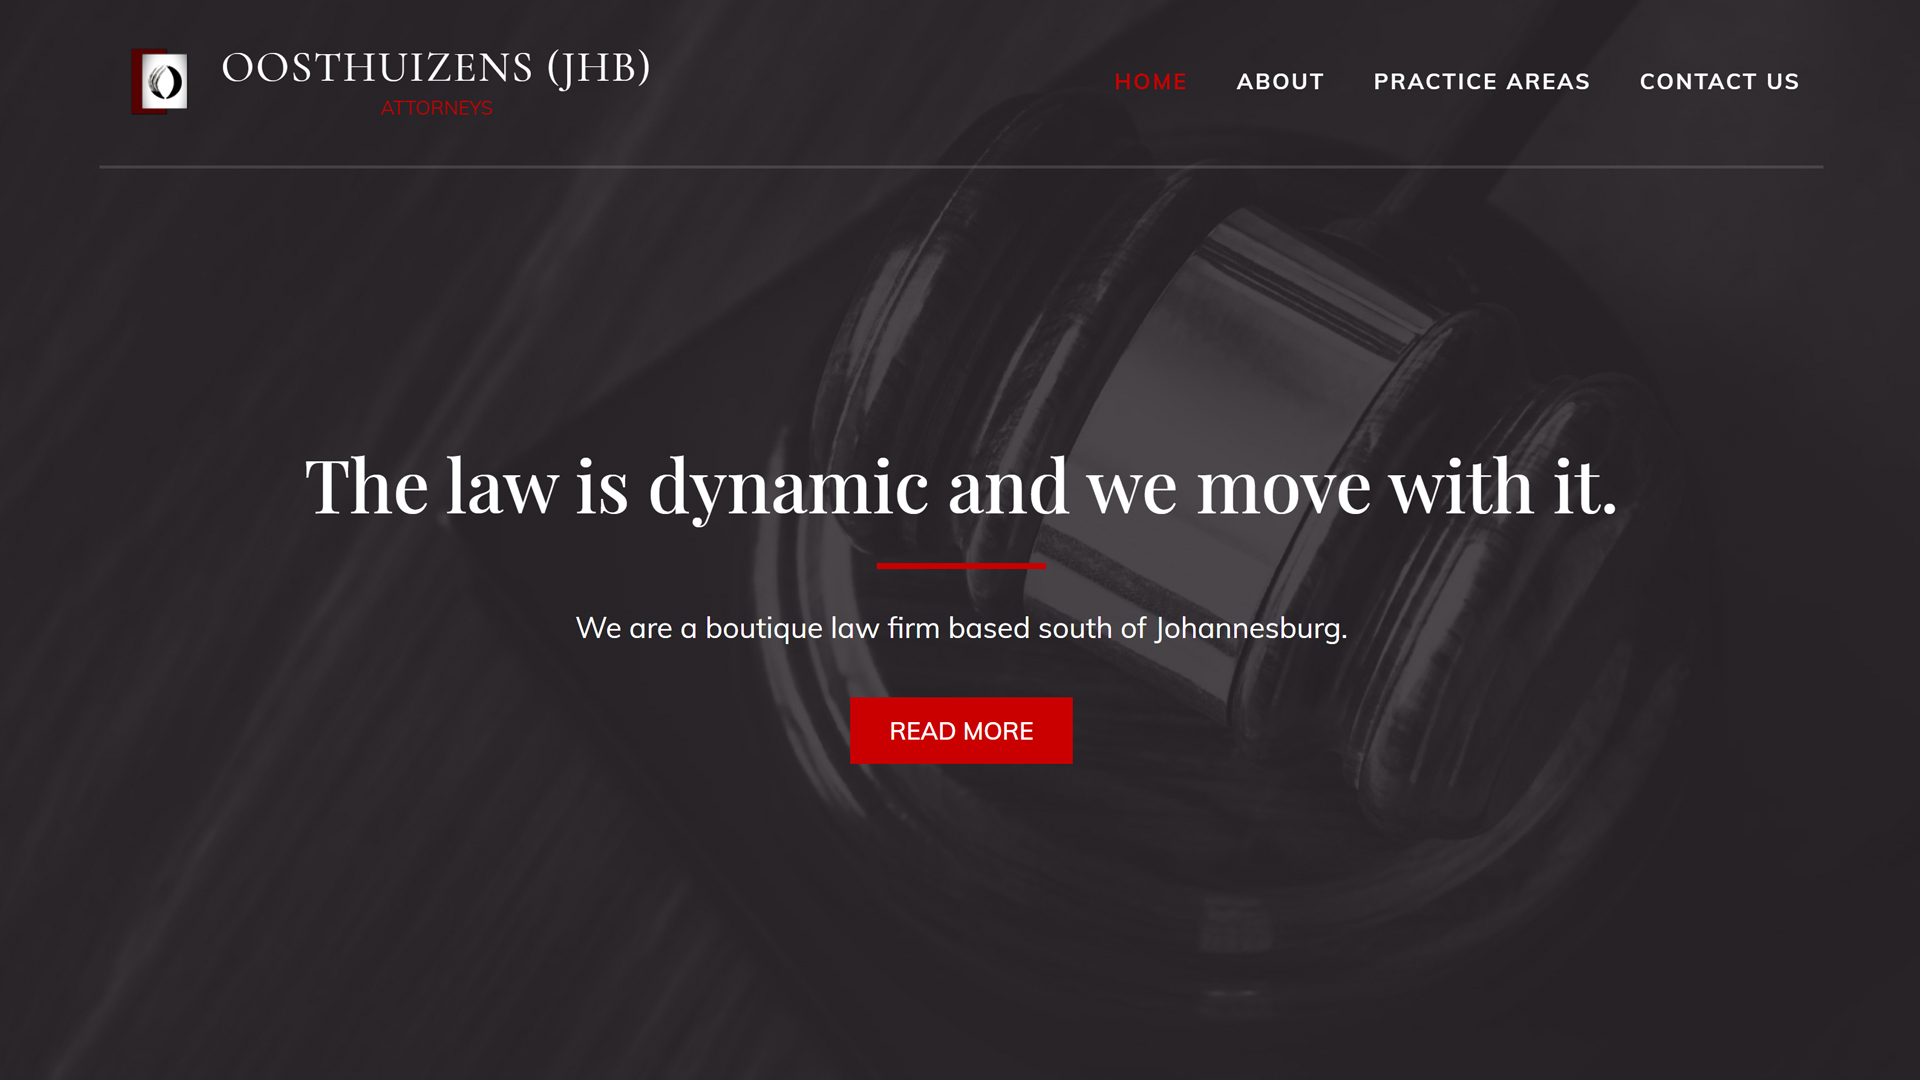 OOSTHUIZENS (JHB)
ATTORNEYS
HOME
ABOUT
PRACTICE AREAS
CONTACT US
The law is dynamic and we move with it.
We are a boutique law firm based south of Johannesburg.
READ MORE